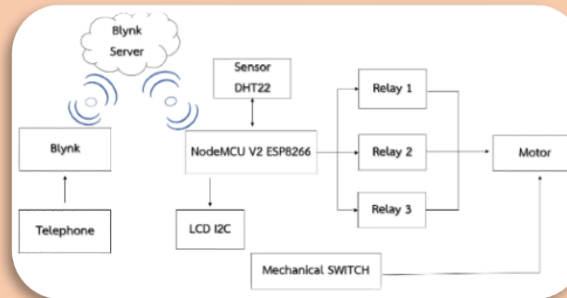 Blynk
Server
Sensor
DHT22
Relay 1
Blynk
NodeMCU V2 ESP8266
Relay 2
Motor
Telephone
LCD I2C
Relay 3
Mechanical SWITCH